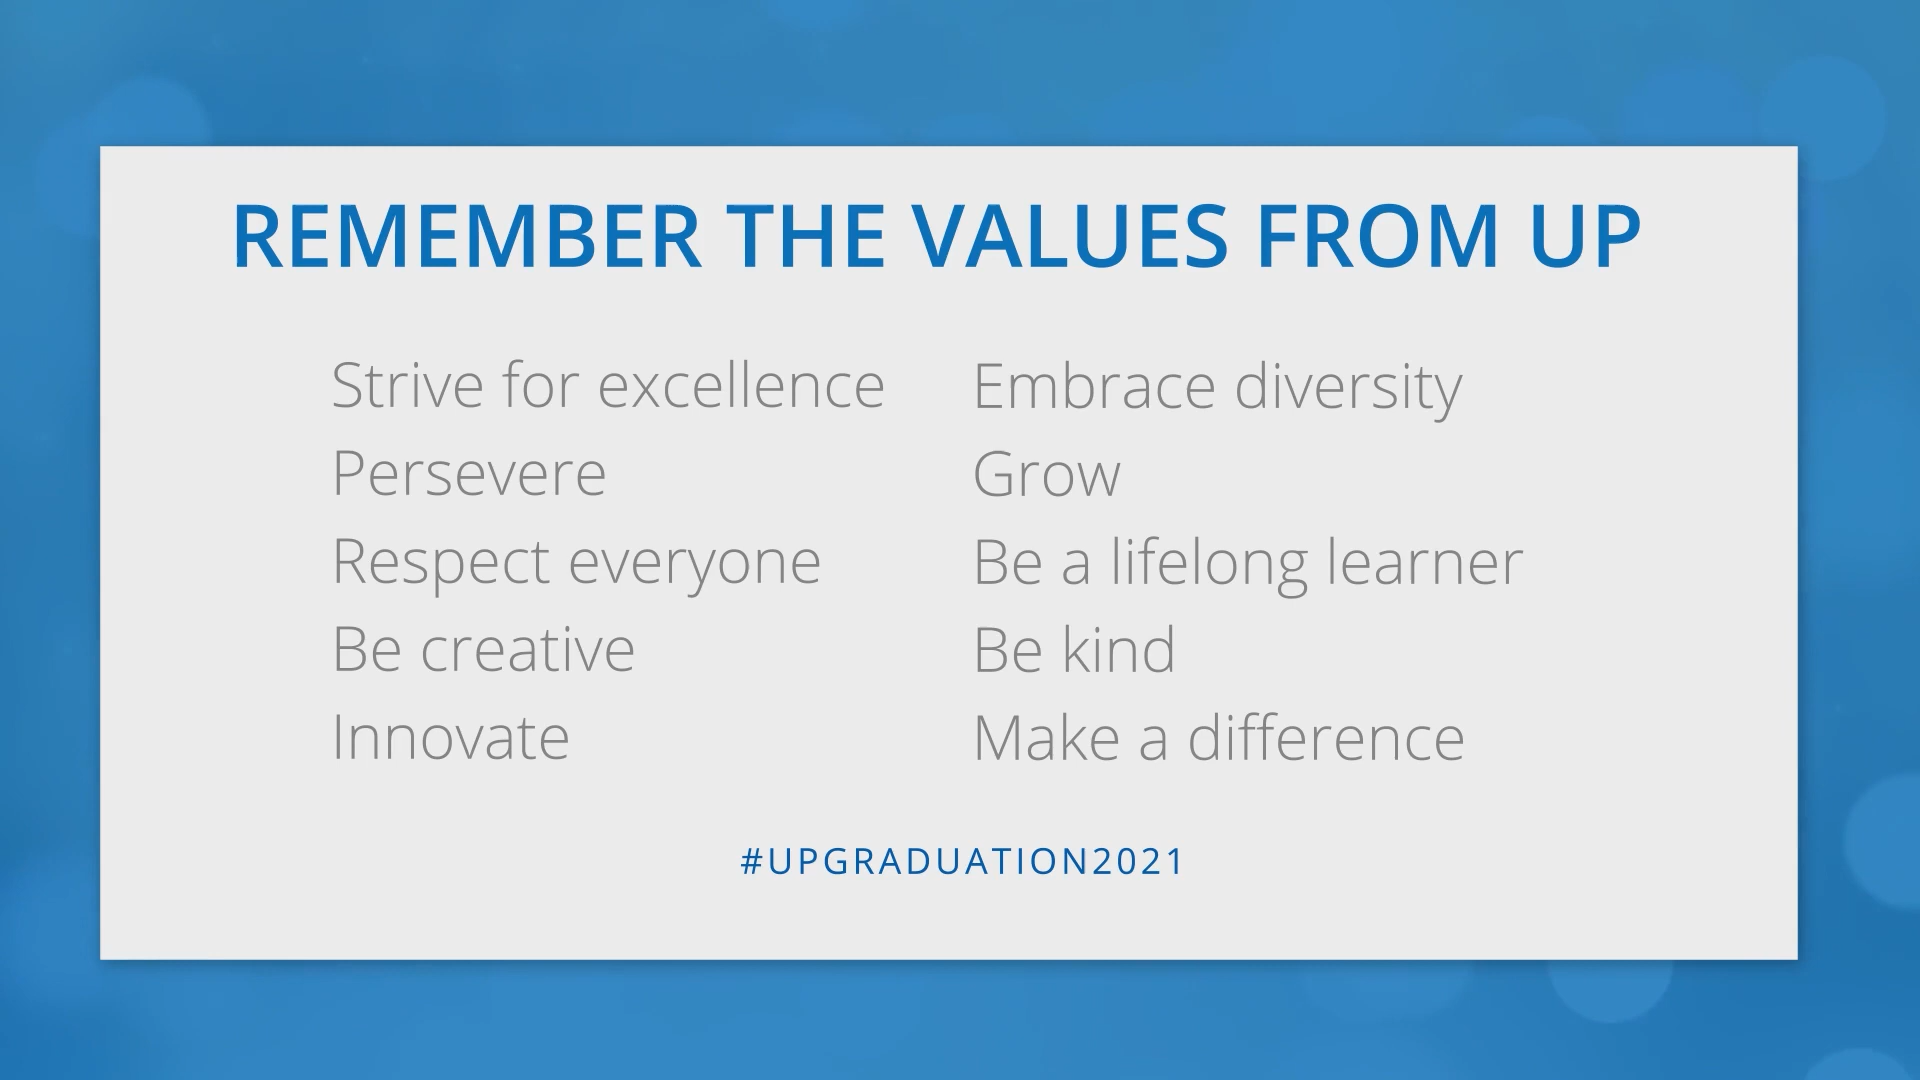 REMEMBER THE VALUES FROM UP
Strive for excellence
Persevere
Respect everyone
Be creative
Innovate
Embrace diversity
Grow
Be a lifelong learner
Be kind
Make a difference
#UPGRADUATION2021